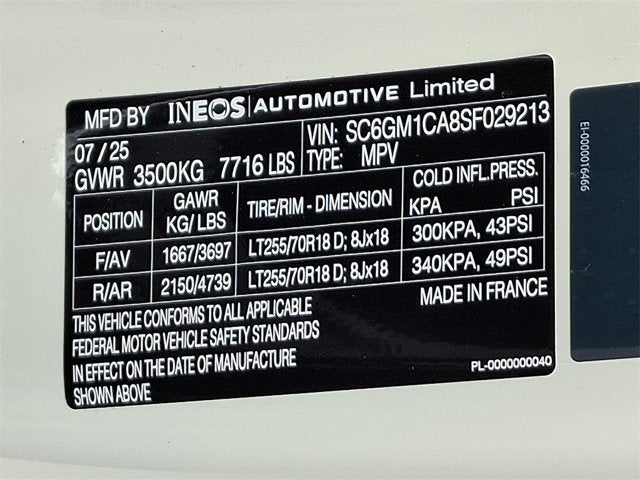 MFD BY INEOS | AUTOMOTIVE Limited
07 / 25
GVWR 3500KG 7716 LBS
VIN: SC6GM1CA8SF029213
TYPE: MPV
POSITION GAWR KG/ LBS TIRE/RIM - DIMENSION COLD INFL.PRESS. KPA PSI
F/AV 1667/3697 LT255/70R18 D; 8Jx18 300KPA, 43PSI
R/AR 2150/4739 LT255/70R18 D; 8Jx18 340KPA, 49PSI
THIS VEHICLE CONFORMS TO ALL APPLICABLE
FEDERAL MOTOR VEHICLE SAFETY STANDARDS
IN EFFECT ON THE DATE OF MANUFACTURE
SHOWN ABOVE
MADE IN FRANCE
PL-0000000040
EI-0000016466